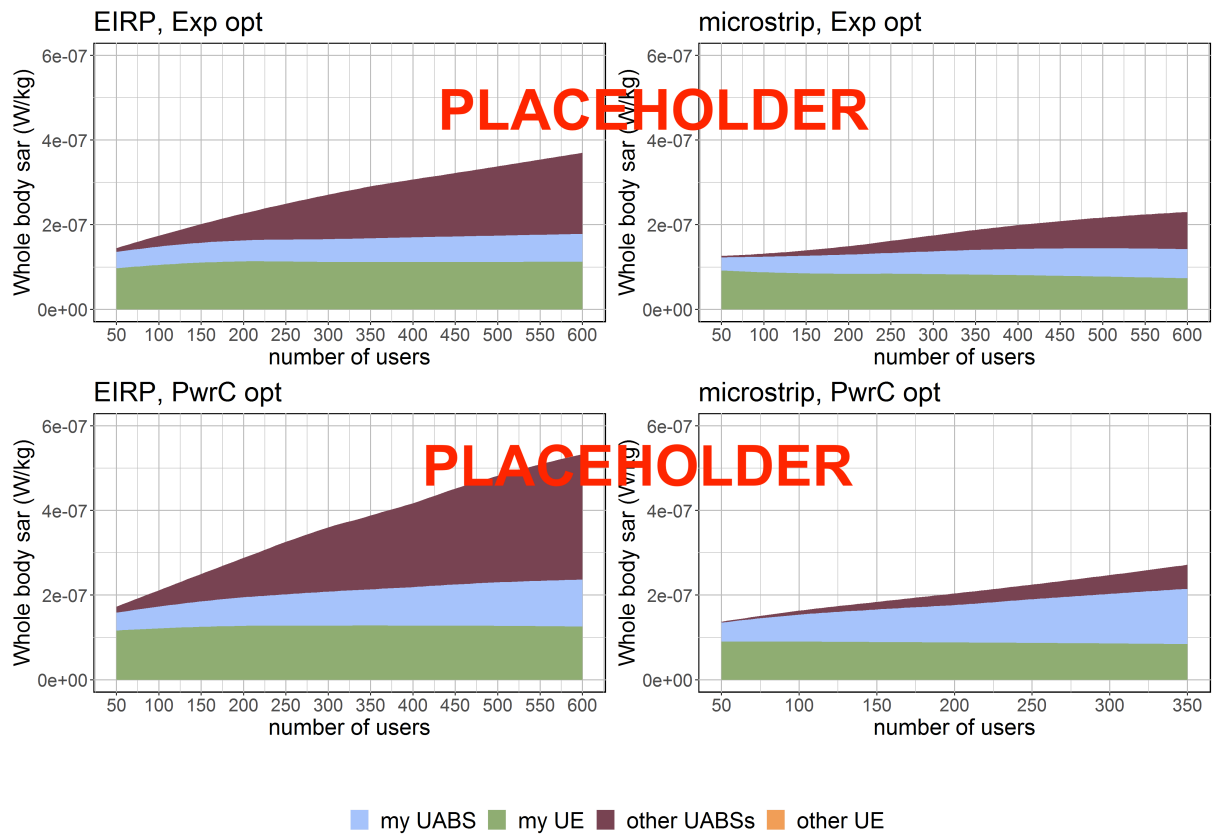 EIRP, Exp opt
Whole body sar (W/kg)
6e-07
4e-07
2e-07
0e+00
50 100 150 200 250 300 350 400 450 500 550 600
number of users
microstrip, Exp opt
Whole body sar (W/kg)
6e-07
4e-07
2e-07
0e+00
50 100 150 200 250 300 350 400 450 500 550 600
number of users
PLACEHOLDER
EIRP, PwrC opt
Whole body sar (W/kg)
6e-07
4e-07
2e-07
0e+00
50 100 150 200 250 300 350 400 450 500 550 600
number of users
microstrip, PwrC opt
Whole body sar (W/kg)
6e-07
4e-07
2e-07
0e+00
50 100 150 200 250 300 350
number of users
PLACEHOLDER
my UABS my UE other UABSs other UE